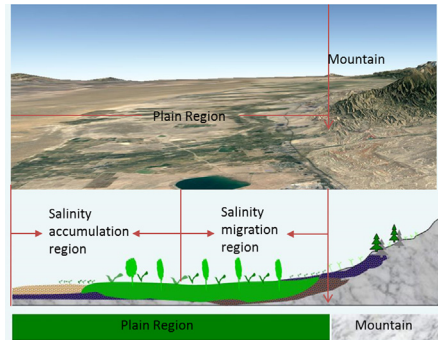 Mountain
Plain Region
Salinity
accumulation
region
Salinity
migration
region
Plain Region
Mountain